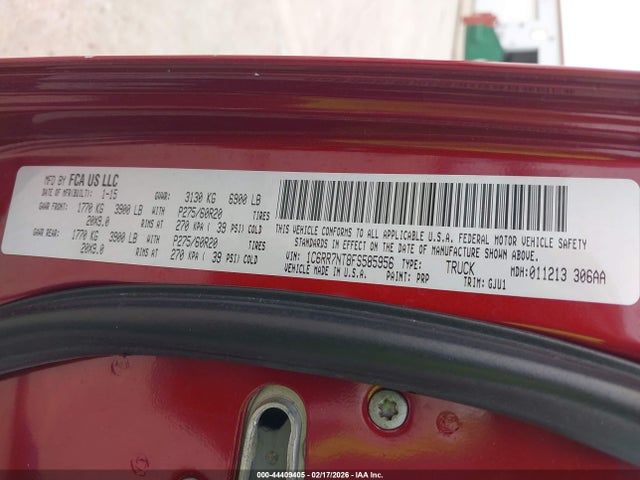 MFD BY FCA US LLC
DATE OF MFR(BUILT): 1-15 GVWR: 3130 KG 6900 LB
GAWR FRONT: 1770 KG 3900 LB WITH P275/60R20 TIRES
20X9.0 RIMS AT 270 KPA ( 39 PSI) COLD
GAWR REAR: 1770 KG 3900 LB WITH P275/60R20 TIRES
20X9.0 RIMS AT 270 KPA ( 39 PSI) COLD
THIS VEHICLE CONFORMS TO ALL APPLICABLE U.S.A. FEDERAL MOTOR VEHICLE SAFETY
STANDARDS IN EFFECT ON THE DATE OF MANUFACTURE SHOWN ABOVE.
VIN: 1C6RR7NT8FS585956 TYPE: TRUCK MDH:011213 306AA
VEHICLE MADE IN U.S.A. PAINT: PRP TRIM: GJU1
000-44409405 - 02/17/2026 - IAA Inc.